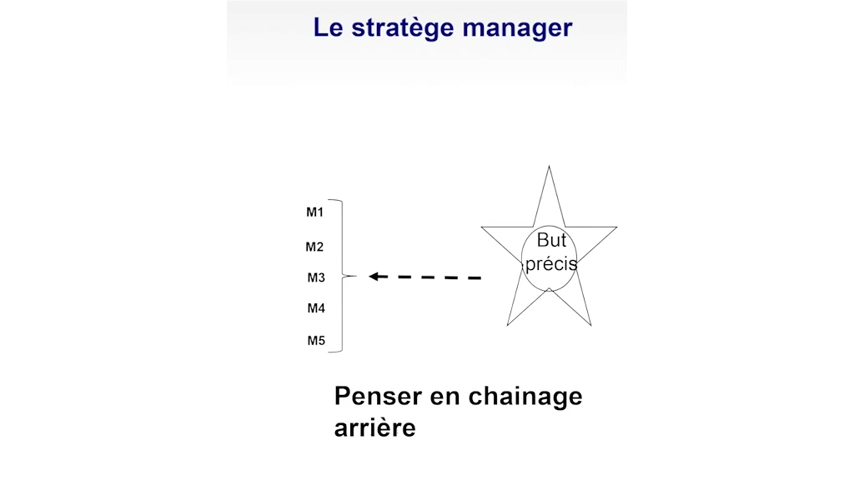 Le stratège manager
M1
M2
M3
M4
M5
But
précis
Penser en chainage
arrière